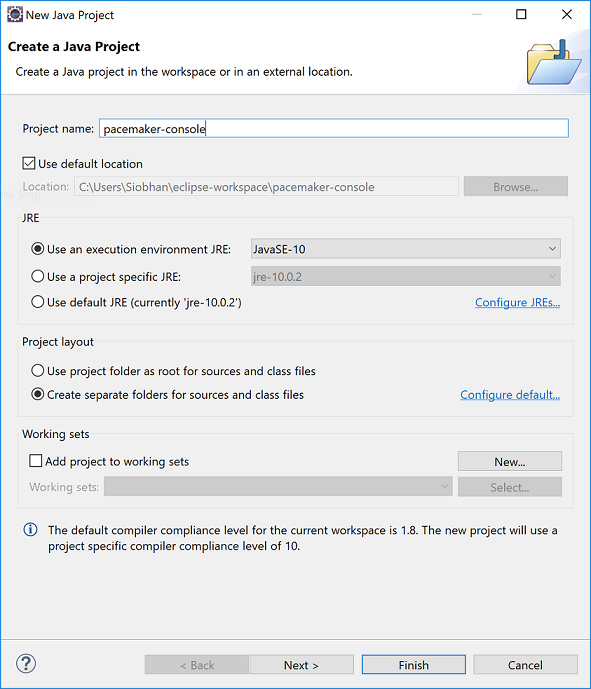 New Java Project
Create a Java Project
Create a Java project in the workspace or in an external location.
Project name: pacemaker-console
Use default location
Location: C:\Users\Siobhan\eclipse-workspace\pacemaker-console Browse...
JRE
Use an execution environment JRE: JavaSE-10
Use a project specific JRE: jre-10.0.2
Use default JRE (currently 'jre-10.0.2') Configure JREs...
Project layout
Use project folder as root for sources and class files
Create separate folders for sources and class files Configure default...
Working sets
Add project to working sets New...
Working sets: Select...
The default compiler compliance level for the current workspace is 1.8. The new project will use a
project specific compiler compliance level of 10.
? < Back Next > Finish Cancel